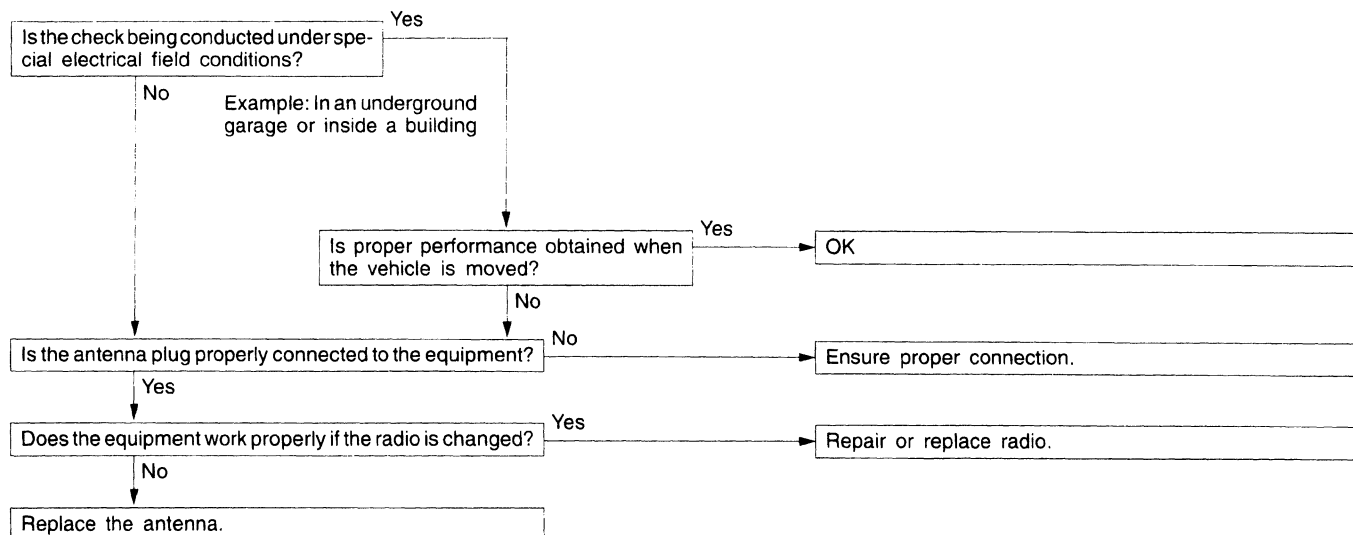 Yes
Is the check being conducted under spe-
cial electrical field conditions?
No
Example: In an underground
garage or inside a building
Is proper performance obtained when
the vehicle is moved?
Yes
OK
No
Is the antenna plug properly connected to the equipment?
No
Ensure proper connection.
Yes
Does the equipment work properly if the radio is changed?
Yes
Repair or replace radio.
No
Replace the antenna.